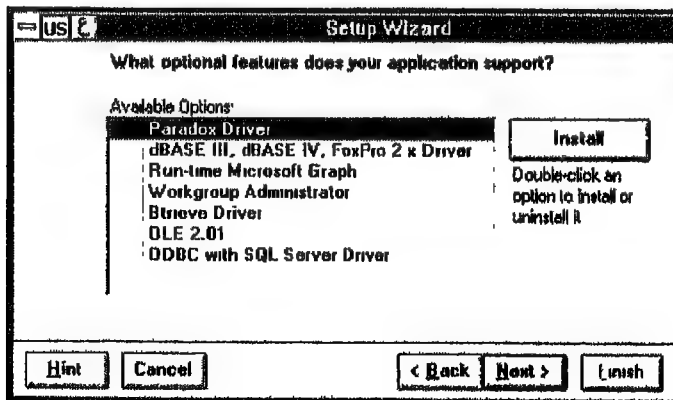 US ع Setup Wizard
What optional features does your application support?
Available Options:
Paradox Driver
dBASE III, dBASE IV, FoxPro 2.x Driver
Run-time Microsoft Graph
Workgroup Administrator
Btrieve Driver
OLE 2.01
ODBC with SQL Server Driver
Install
Double-click an
option to install or
uninstall it
Hint Cancel < Back Next > Finish